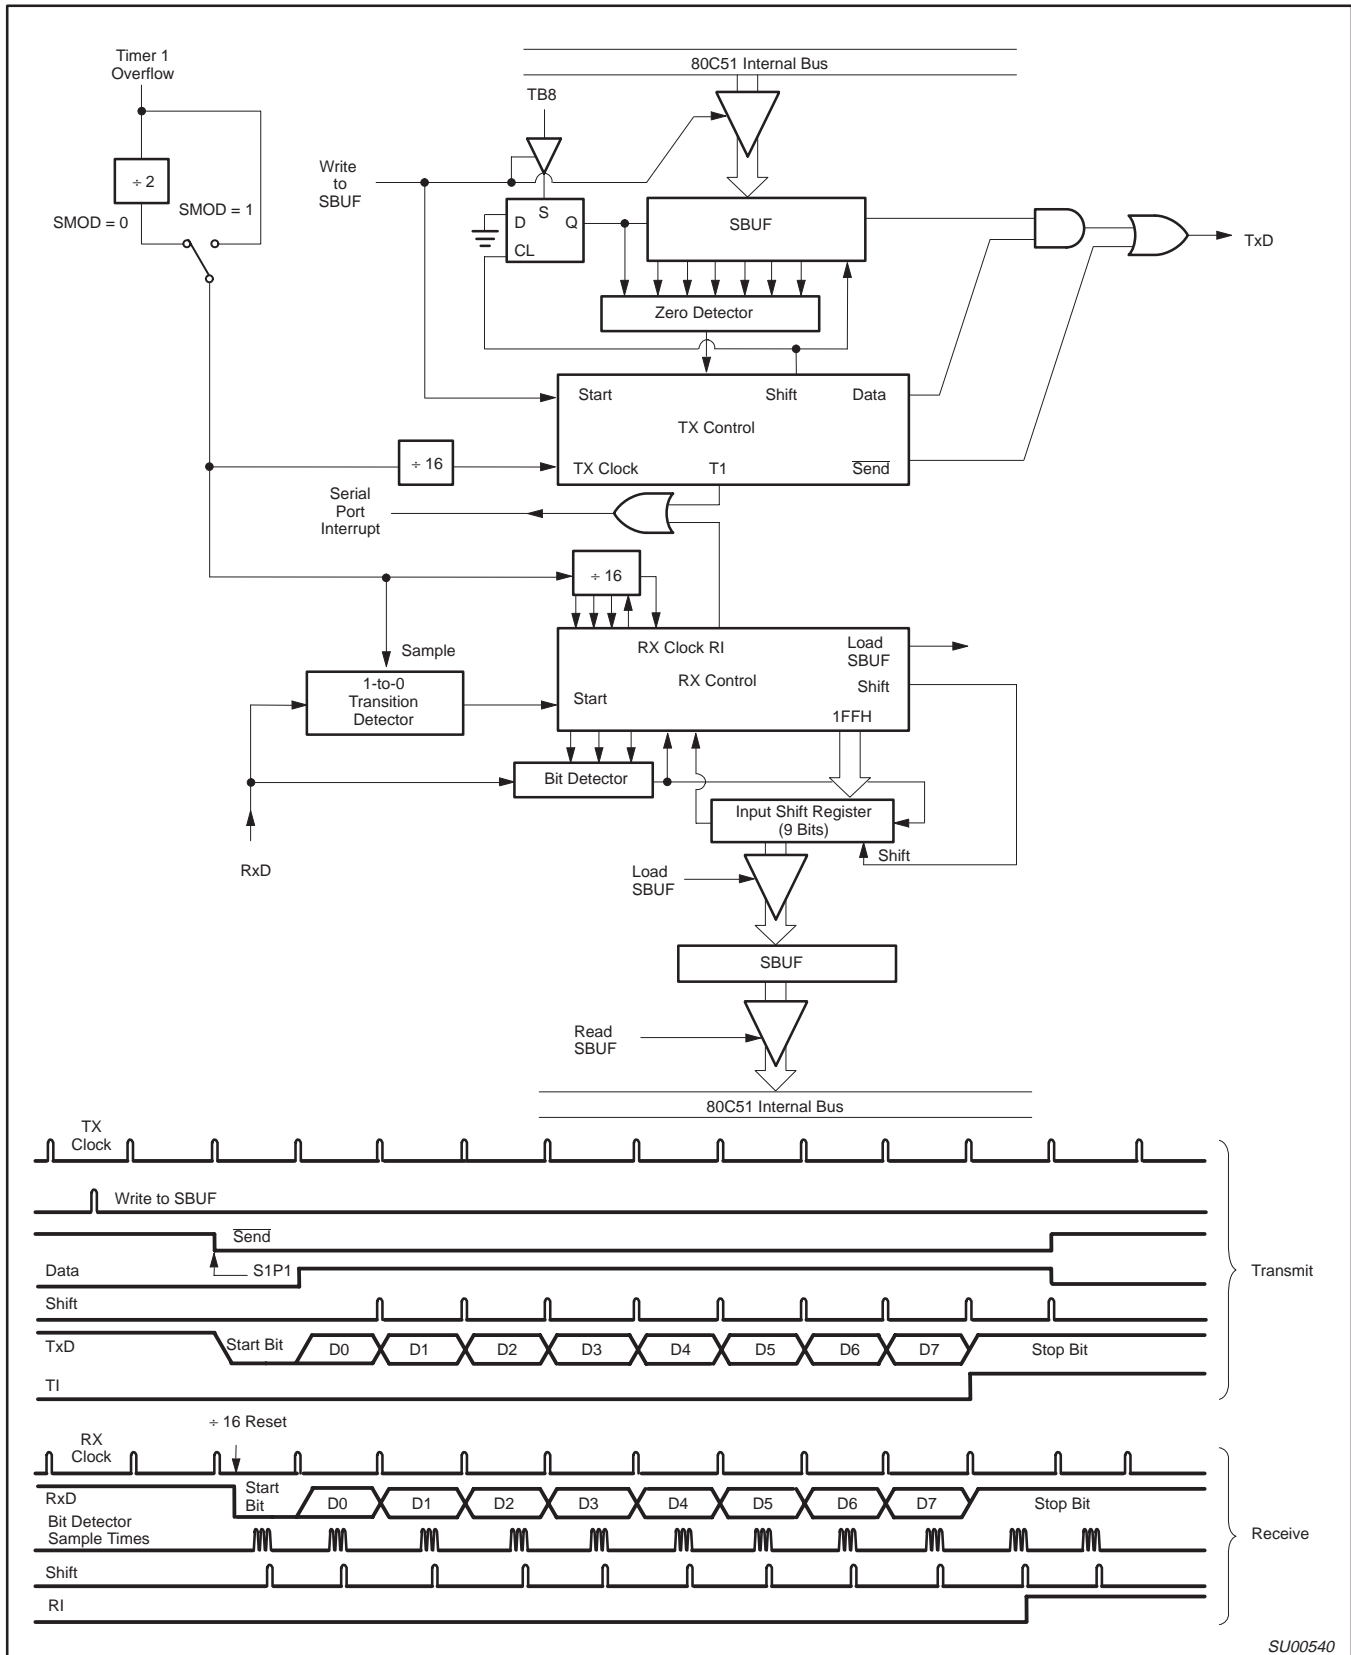 Timer 1
Overflow
80C51 Internal Bus
TB8
Write
to
SBUF
÷ 2
SMOD = 1
SMOD = 0
S
D
Q
CL
SBUF
TxD
Zero Detector
Start
Shift
Data
TX Control
÷ 16
TX Clock
T1
Send
Serial
Port
Interrupt
÷ 16
Sample
RX Clock RI
Load
SBUF
RX Control
Shift
1-to-0
Transition
Detector
Start
1FFH
Bit Detector
Input Shift Register
(9 Bits)
Shift
RxD
Load
SBUF
SBUF
Read
SBUF
80C51 Internal Bus
TX
Clock
Write to SBUF
Send
Data
S1P1
Transmit
Shift
TxD
Start Bit
D0
D1
D2
D3
D4
D5
D6
D7
Stop Bit
TI
÷ 16 Reset
RX
Clock
RxD
Start
Bit
D0
D1
D2
D3
D4
D5
D6
D7
Stop Bit
Bit Detector
Sample Times
Receive
Shift
RI
SU00540